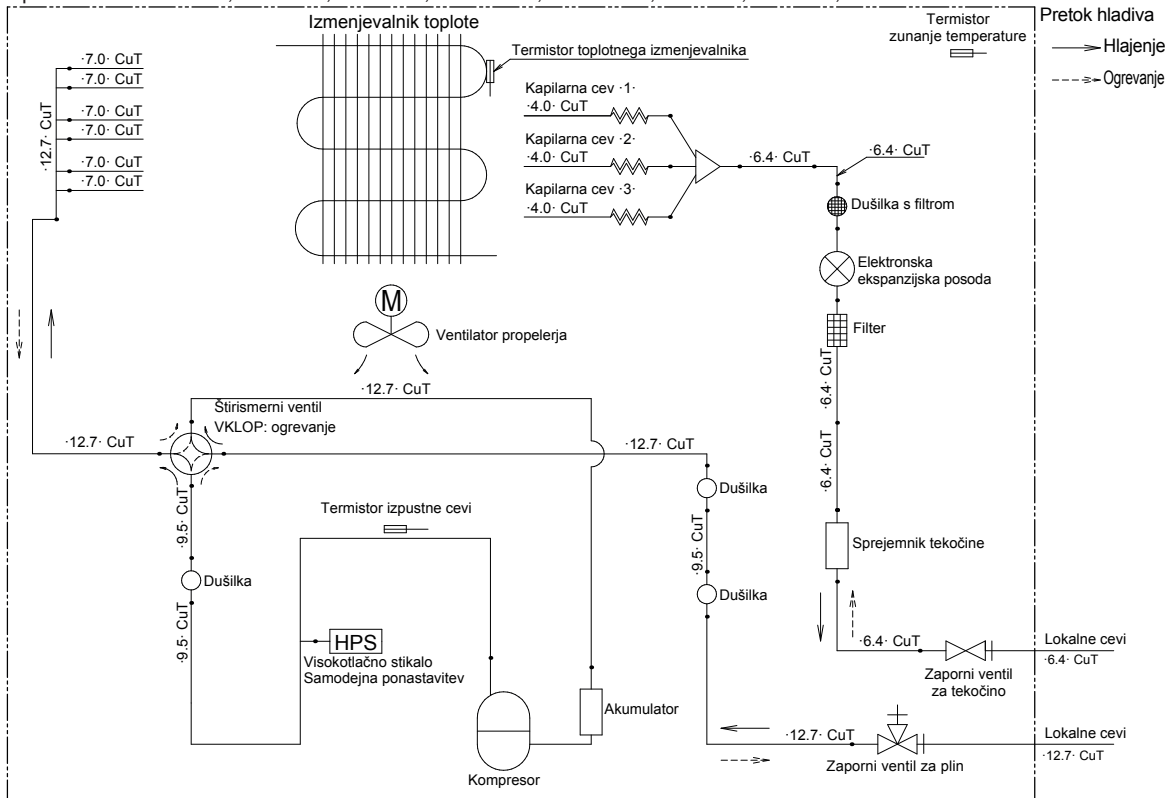 Izmenjevalnik toplote
Termistor
zunanje temperature
Pretok hladiva
Hlajenje
Ogrevanje
Termistor toplotnega izmenjevalnika
·7.0· CuT
·7.0· CuT
·7.0· CuT
·7.0· CuT
·7.0· CuT
·7.0· CuT
·12.7· CuT
Kapilarna cev ·1·
·4.0· CuT
Kapilarna cev ·2·
·4.0· CuT
Kapilarna cev ·3·
·4.0· CuT
·6.4· CuT
·6.4· CuT
Dušilka s filtrom
Elektronska
ekspanzijska posoda
Filter
·6.4· CuT
·6.4· CuT
M
Ventilator propelerja
·12.7· CuT
Štirismerni ventil
VKLOP: ogrevanje
·12.7· CuT
·12.7· CuT
·9.5· CuT
Dušilka
·9.5· CuT
Termistor izpustne cevi
HPS
Visokotlačno stikalo
Samodejna ponastavitev
Kompresor
Akumulator
Dušilka
·9.5· CuT
Dušilka
Sprejemnik tekočine
·6.4· CuT
Lokalne cevi
·6.4· CuT
Zaporni ventil
za tekočino
·12.7· CuT
Lokalne cevi
·12.7· CuT
Zaporni ventil za plin